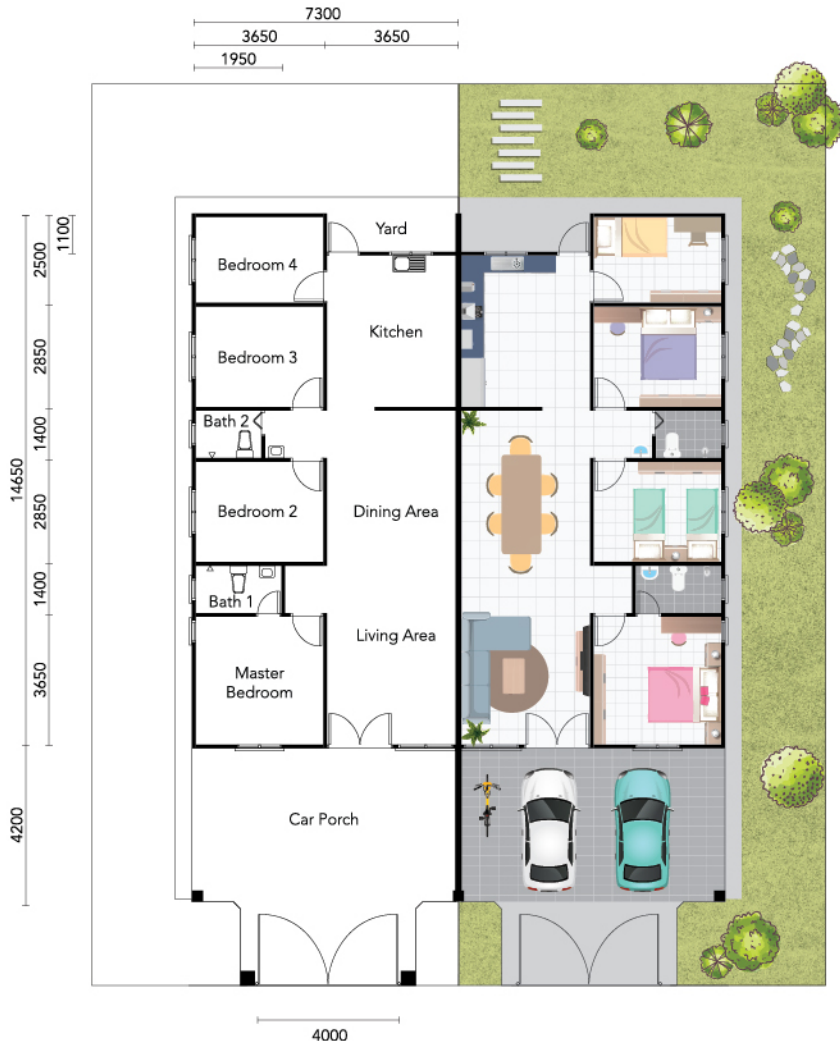 7300
3650
3650
1950
1100
2500
2850
1400
14650
2850
1400
3650
4200
Yard
Bedroom 4
Kitchen
Bedroom 3
Bath 2
Bedroom 2
Dining Area
Bath 1
Living Area
Master
Bedroom
Car Porch
4000